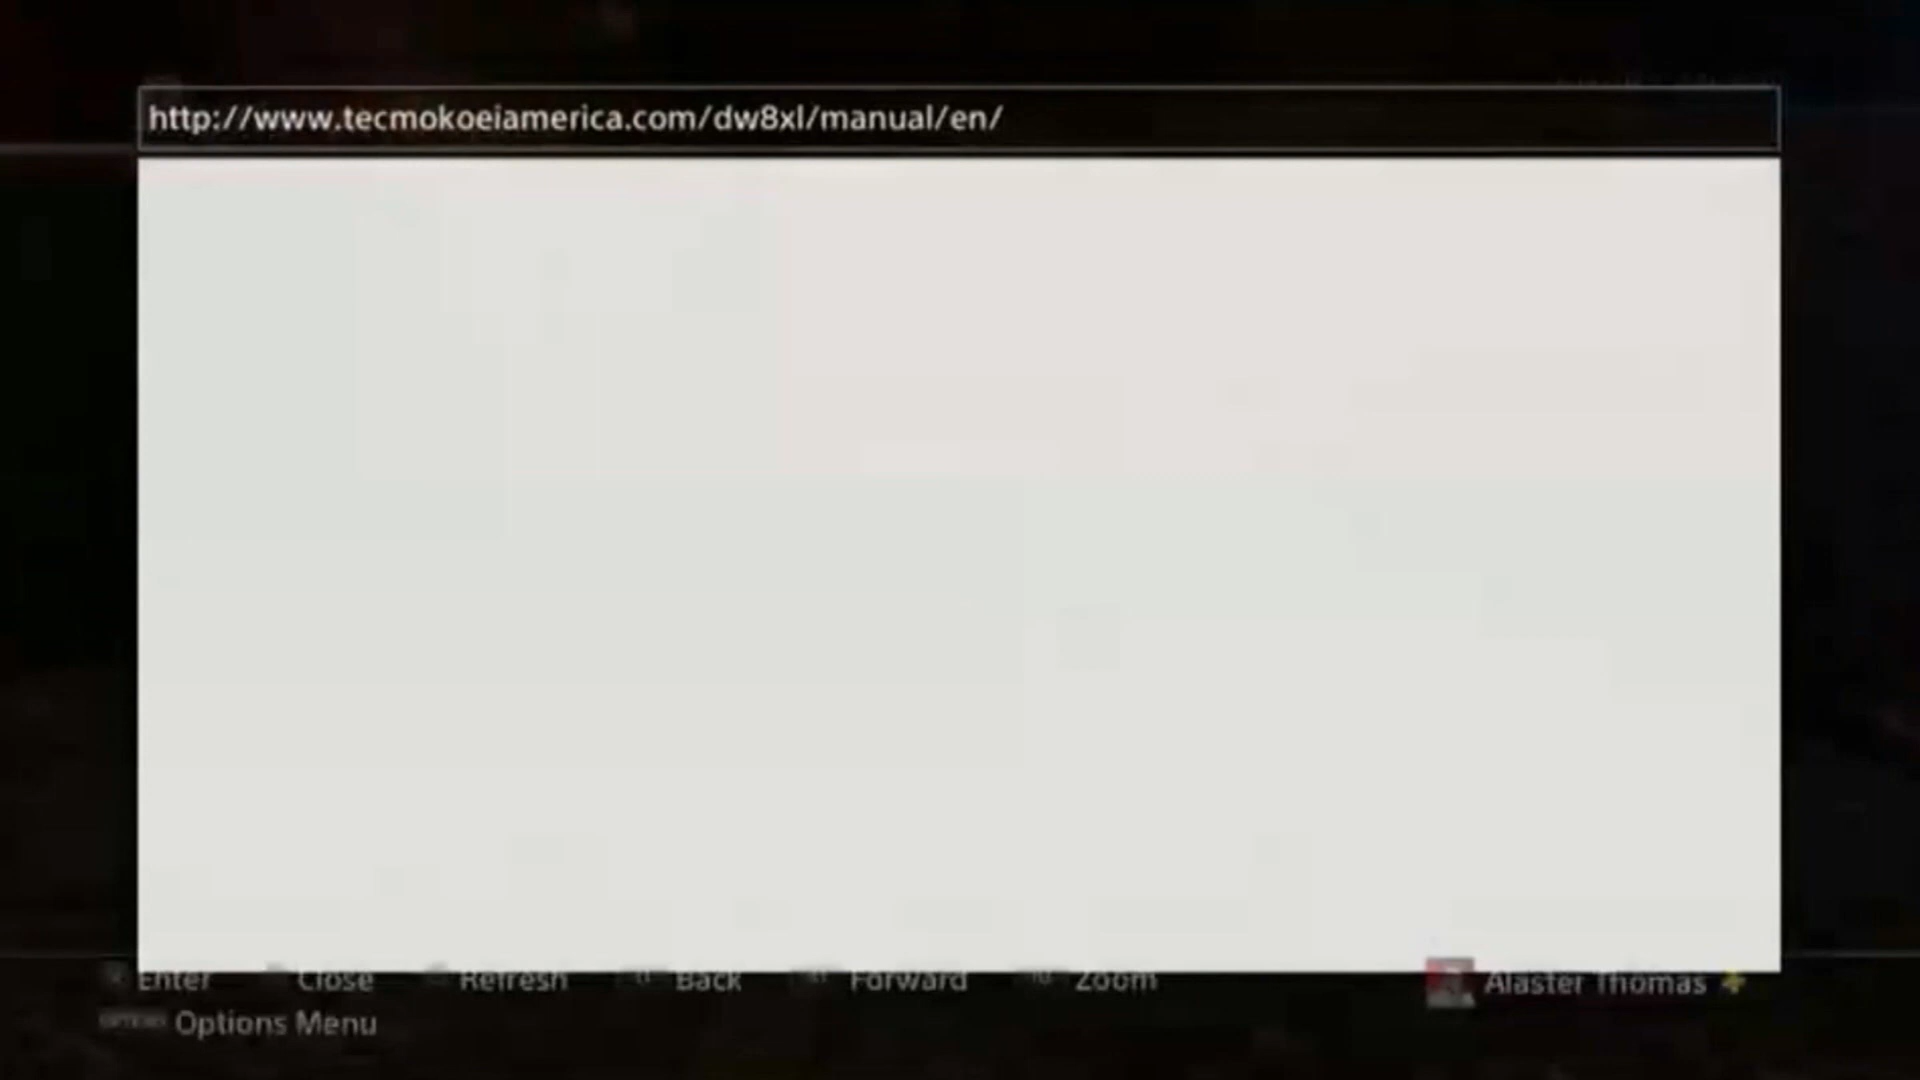 http://www.tecmokoeiamerica.com/dw8xl/manual/en/
Enter Close Refresh Back Forward Zoom Alaster Thomas
Options Menu